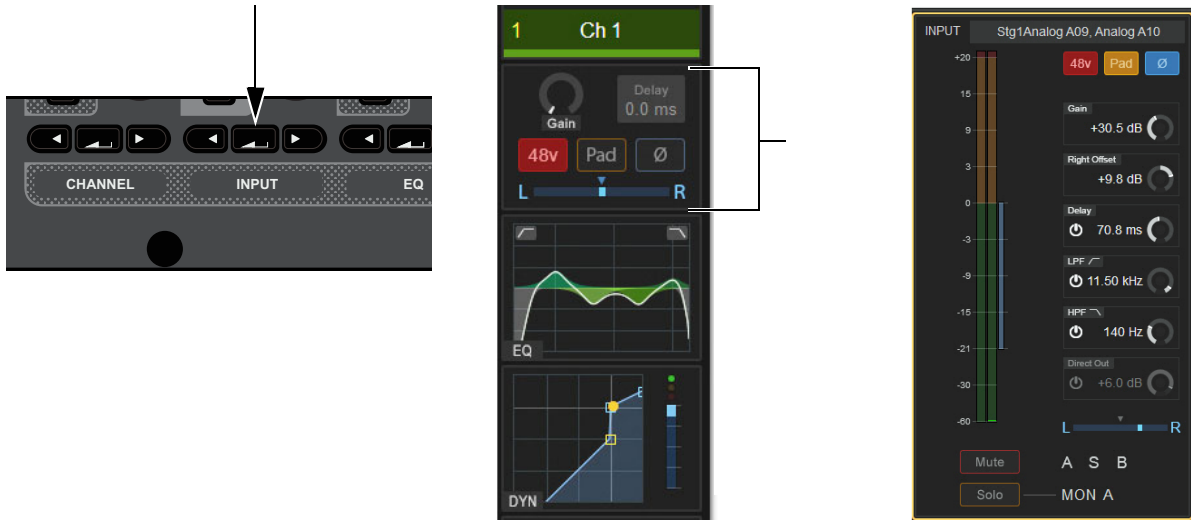 CHANNEL
INPUT
EQ
1 Ch 1
Gain
Delay
0.0 ms
48v Pad Ø
L R
EQ
DYN
INPUT Stg1Analog A09, Analog A10
48v Pad Ø
+20
15
9
3
0
-3
-9
-15
-21
-30
-60
Gain
+30.5 dB
Right Offset
+9.8 dB
Delay
70.8 ms
LPF
11.50 kHz
HPF
140 Hz
Direct Out
+6.0 dB
L R
Mute A S B
Solo MON A